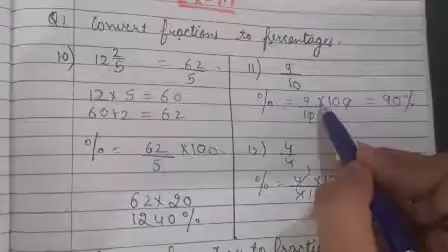 Q1 Convert fractions to percentages.
10) 12 2/5 = 62/5
12 × 5 = 60
60 + 2 = 62
% = 62/5 × 100
62 × 20
1240 %
11) 9/10
% = 9/10 × 100 = 90%
12) 4/4
% = 4/4 ×